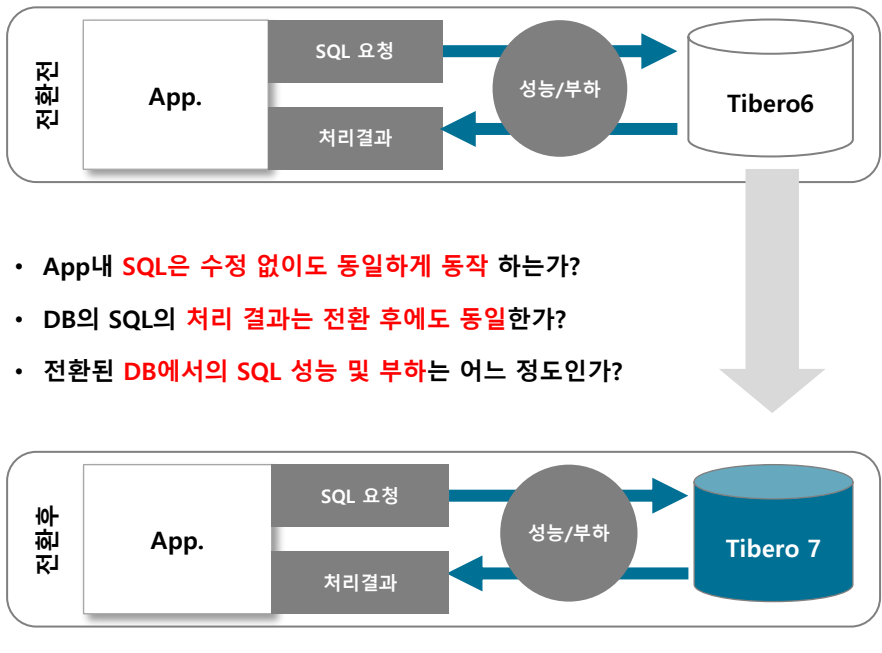 전환전
App.
SQL 요청
처리결과
성능/부하
Tibero6
• App내 SQL은 수정 없이도 동일하게 동작 하는가?
• DB의 SQL의 처리 결과는 전환 후에도 동일한가?
• 전환된 DB에서의 SQL 성능 및 부하는 어느 정도인가?
전환후
App.
SQL 요청
처리결과
성능/부하
Tibero 7